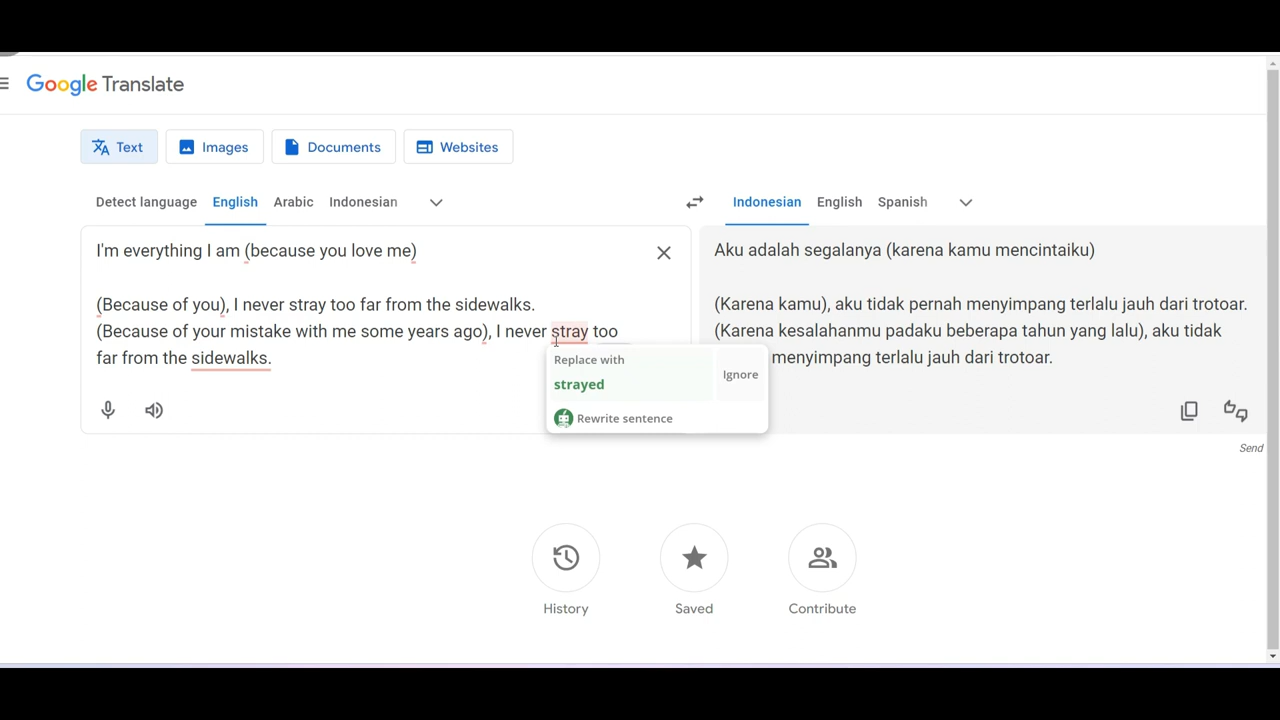 Google Translate
Text
Images
Documents
Websites
Detect language
English
Arabic
Indonesian
Indonesian
English
Spanish
I'm everything I am (because you love me)
(Because of you), I never stray too far from the sidewalks.
(Because of your mistake with me some years ago), I never stray too
far from the sidewalks.
Replace with
strayed
Ignore
Rewrite sentence
Aku adalah segalanya (karena kamu mencintaiku)
(Karena kamu), aku tidak pernah menyimpang terlalu jauh dari trotoar.
(Karena kesalahanmu padaku beberapa tahun yang lalu), aku tidak
menyimpang terlalu jauh dari trotoar.
Send
History
Saved
Contribute